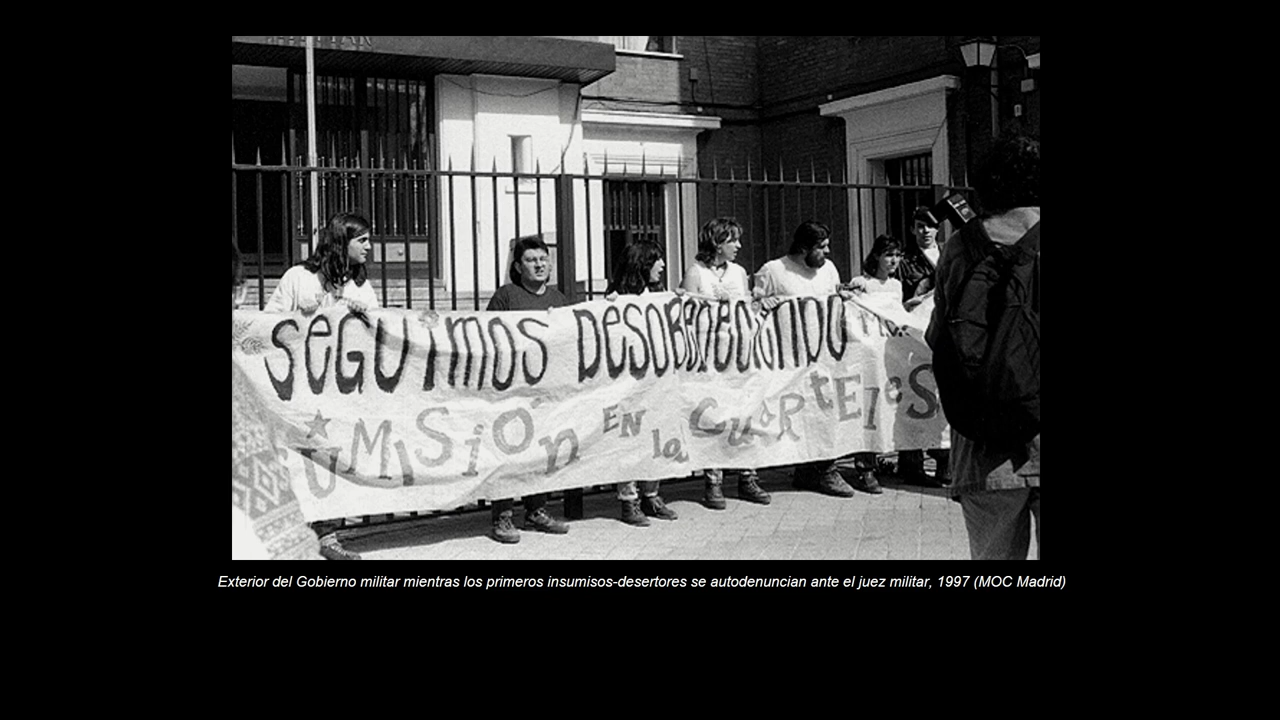 SEGUIMOS DESOBEDECIENDO
UMISIÓN EN la CUARTELES
Exterior del Gobierno militar mientras los primeros insumisos-desertores se autodenuncian ante el juez militar, 1997 (MOC Madrid)